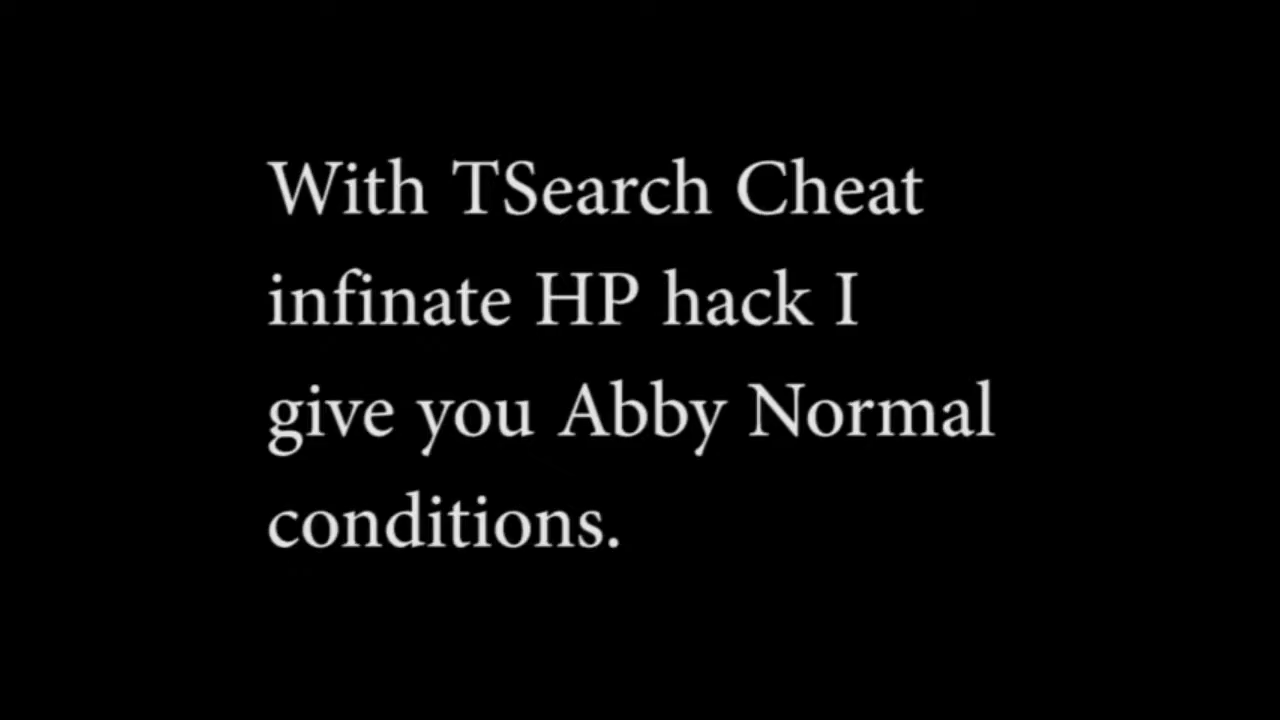 With TSearch Cheat
infinate HP hack I
give you Abby Normal
conditions.